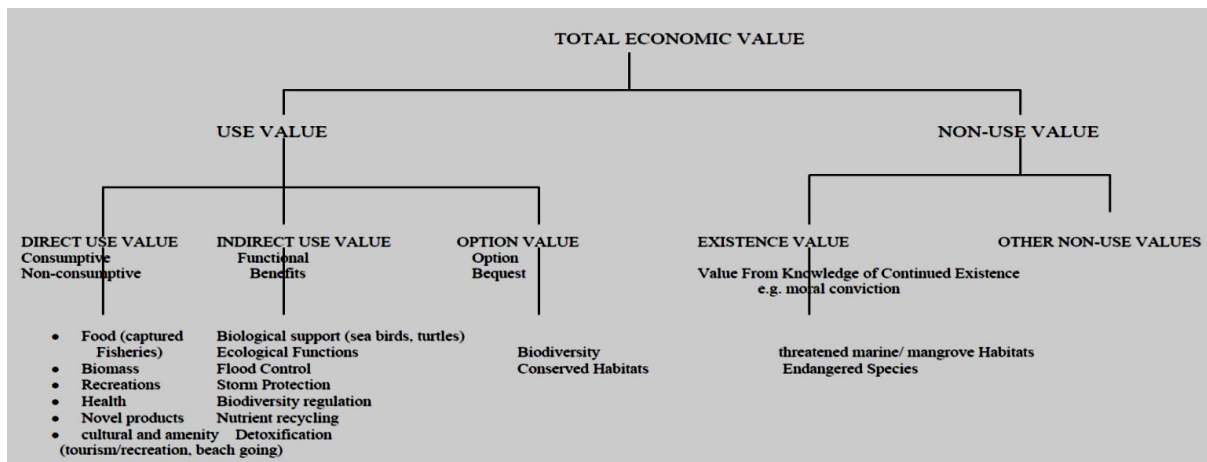 TOTAL ECONOMIC VALUE
USE VALUE
NON-USE VALUE
DIRECT USE VALUE
Consumptive
Non-consumptive
INDIRECT USE VALUE
Functional
Benefits
OPTION VALUE
Option
Bequest
EXISTENCE VALUE
Value From Knowledge of Continued Existence
e.g. moral conviction
OTHER NON-USE VALUES
• Food (captured
Fisheries)
• Biomass
• Recreations
• Health
• Novel products
• cultural and amenity
(tourism/recreation, beach going)
Biological support (sea birds, turtles)
Ecological Functions
Flood Control
Storm Protection
Biodiversity regulation
Nutrient recycling
Detoxification
Biodiversity
Conserved Habitats
threatened marine/ mangrove Habitats
Endangered Species